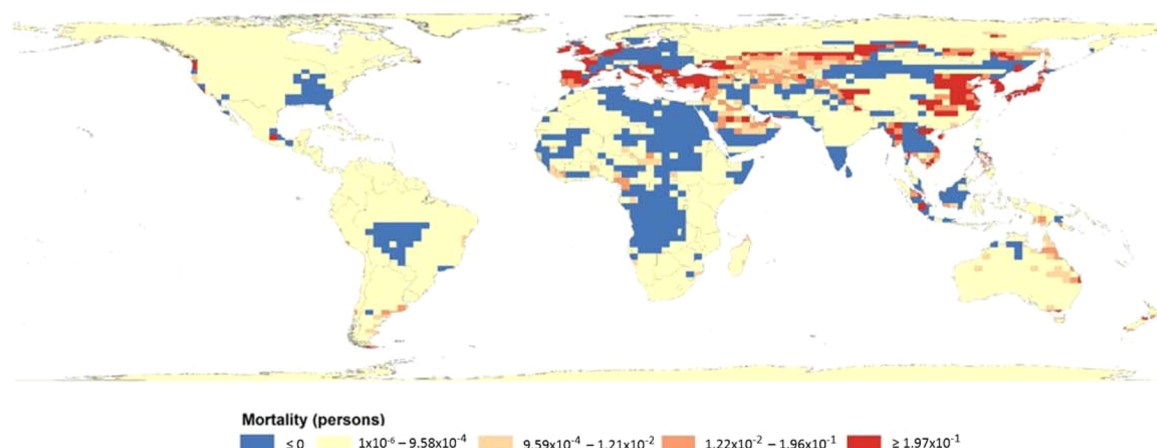 Mortality (persons)
≤ 0 1x10⁻⁶ – 9.58x10⁻⁴ 9.59x10⁻⁴ – 1.21x10⁻² 1.22x10⁻² – 1.96x10⁻¹ ≥ 1.97x10⁻¹